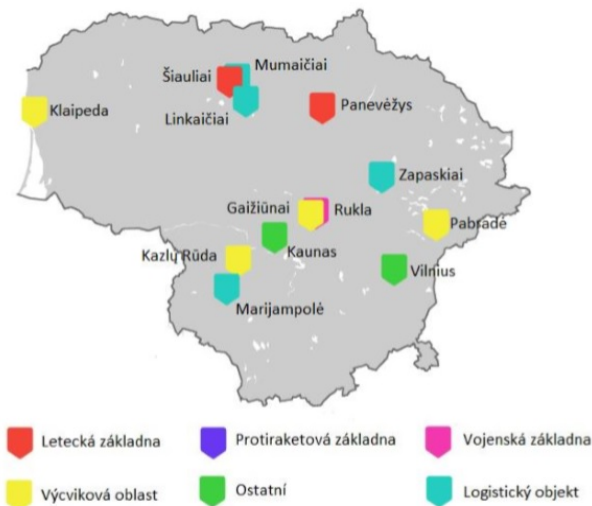 Mumaičiai
Šiauliai
Klaipeda
Linkaičiai
Panevėžys
Zapaskiai
Gaižiūnai
Rukla
Pabradė
Kaunas
Kazlų Rūda
Vilnius
Marijampolė
Letecká základna
Protiraketová základna
Vojenská základna
Výcviková oblast
Ostatní
Logistický objekt